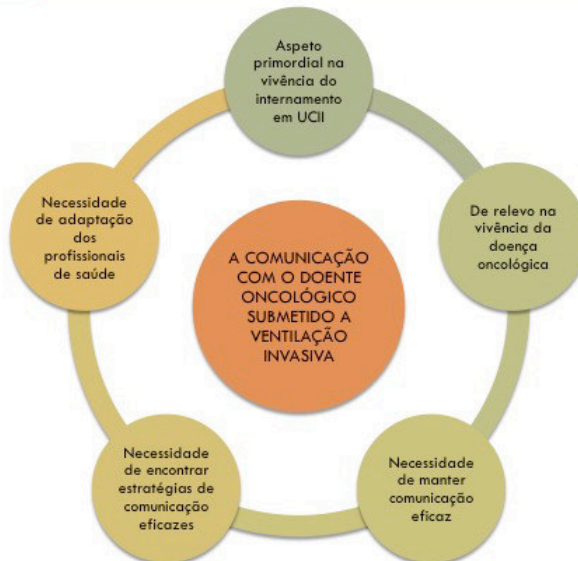 Aspeto
primordial na
vivência do
internamento
em UCII
De relevo na
vivência da
doença
oncológica
Necessidade
de manter
comunicação
eficaz
Necessidade
de encontrar
estratégias de
comunicação
eficazes
Necessidade
de adaptação
dos
profissionais
de saúde
A COMUNICAÇÃO
COM O DOENTE
ONCOLÓGICO
SUBMETIDO A
VENTILAÇÃO
INVASIVA